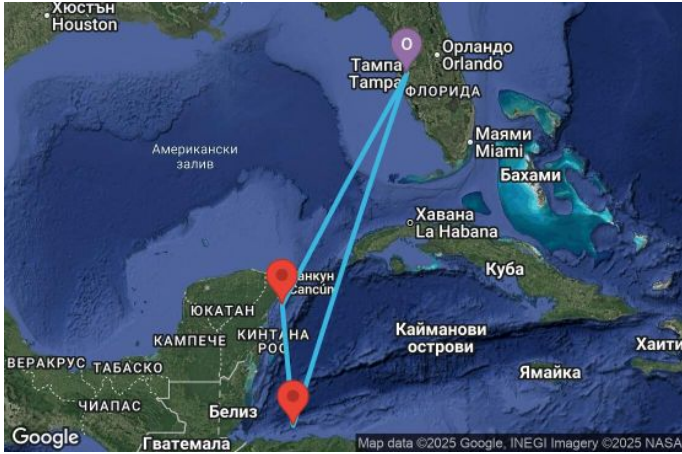 Хюстън
Houston
О
Орландо
Orlando
Тампа
Tampa
ФЛОРИДА
Маями
Miami
Американски
залив
Бахами
Хавана
La Habana
анкун
Cancún
Куба
ЮКАТАН
КАМПЕЧЕ
КИНТАНА
РОО
Кайманови
острови
Хаити
ВЕРАКРУС
ТАБАСКО
Ямайка
ЧИАПАС
Белиз
Гватемала
Google
Map data ©2025 Google, INEGI Imagery ©2025 NASA